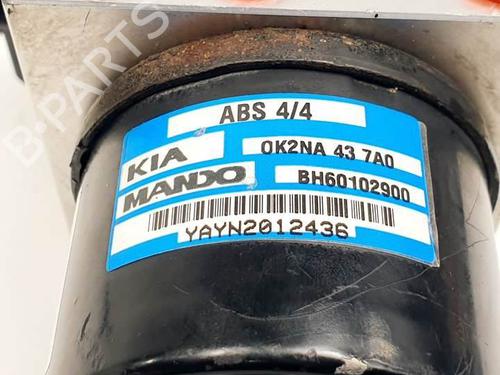 B-PARTS
ABS 4/4
KIA
0K2NA 43 7A0
MANDO
BH60102900
YAYN2012436